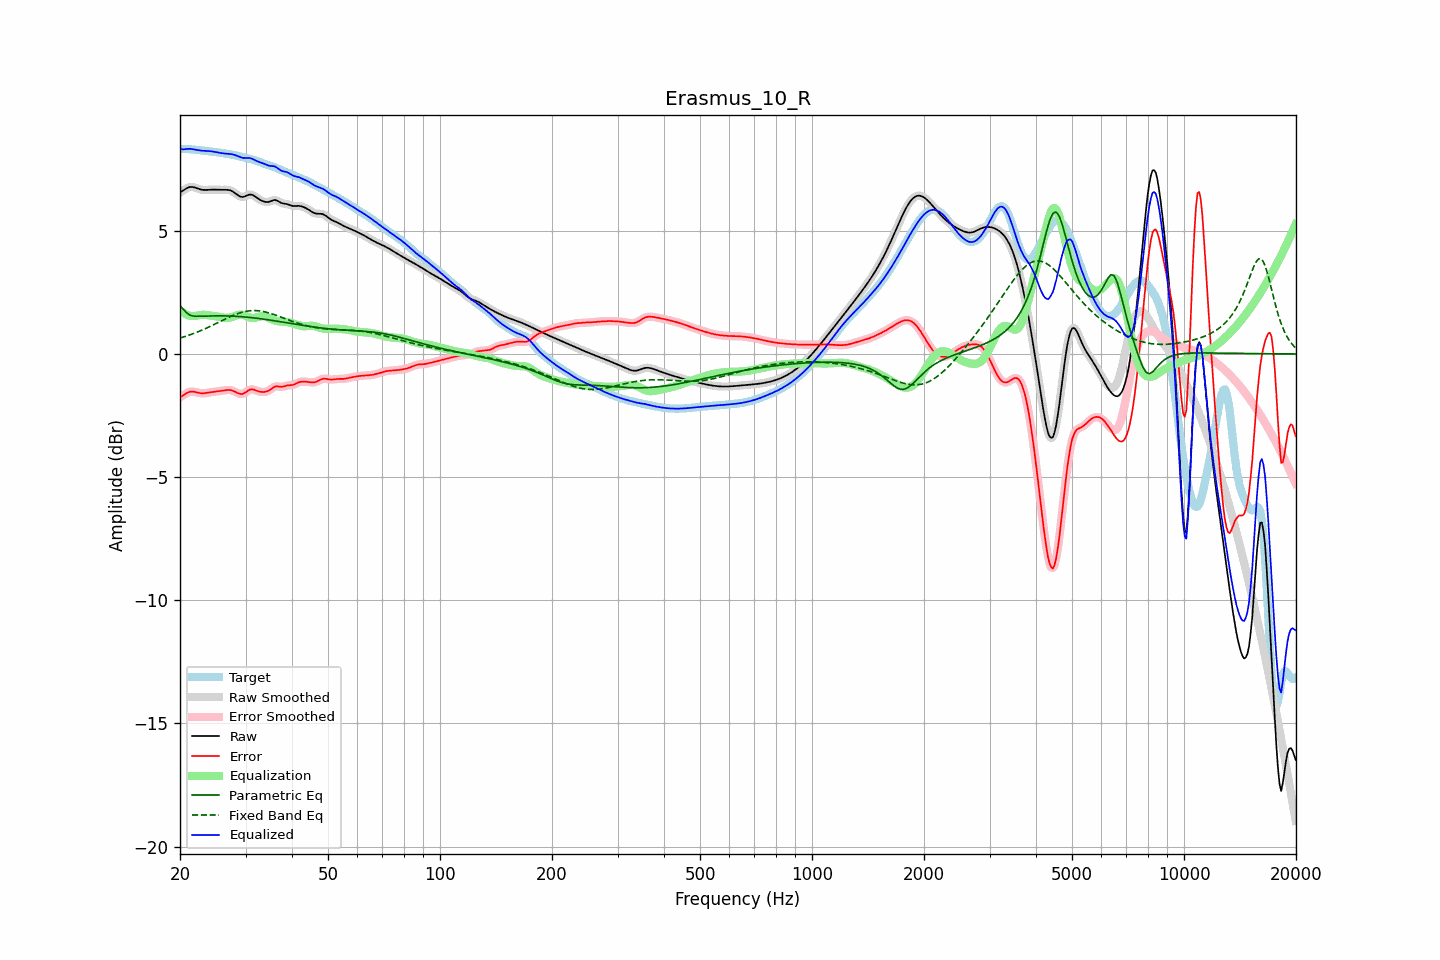 Erasmus_10_R
Amplitude (dBr)
5
0
−5
−10
−15
−20
Target
Raw Smoothed
Error Smoothed
Raw
Error
Equalization
Parametric Eq
Fixed Band Eq
Equalized
20 50 100 200 500 1000 2000 5000 10000 20000
Frequency (Hz)